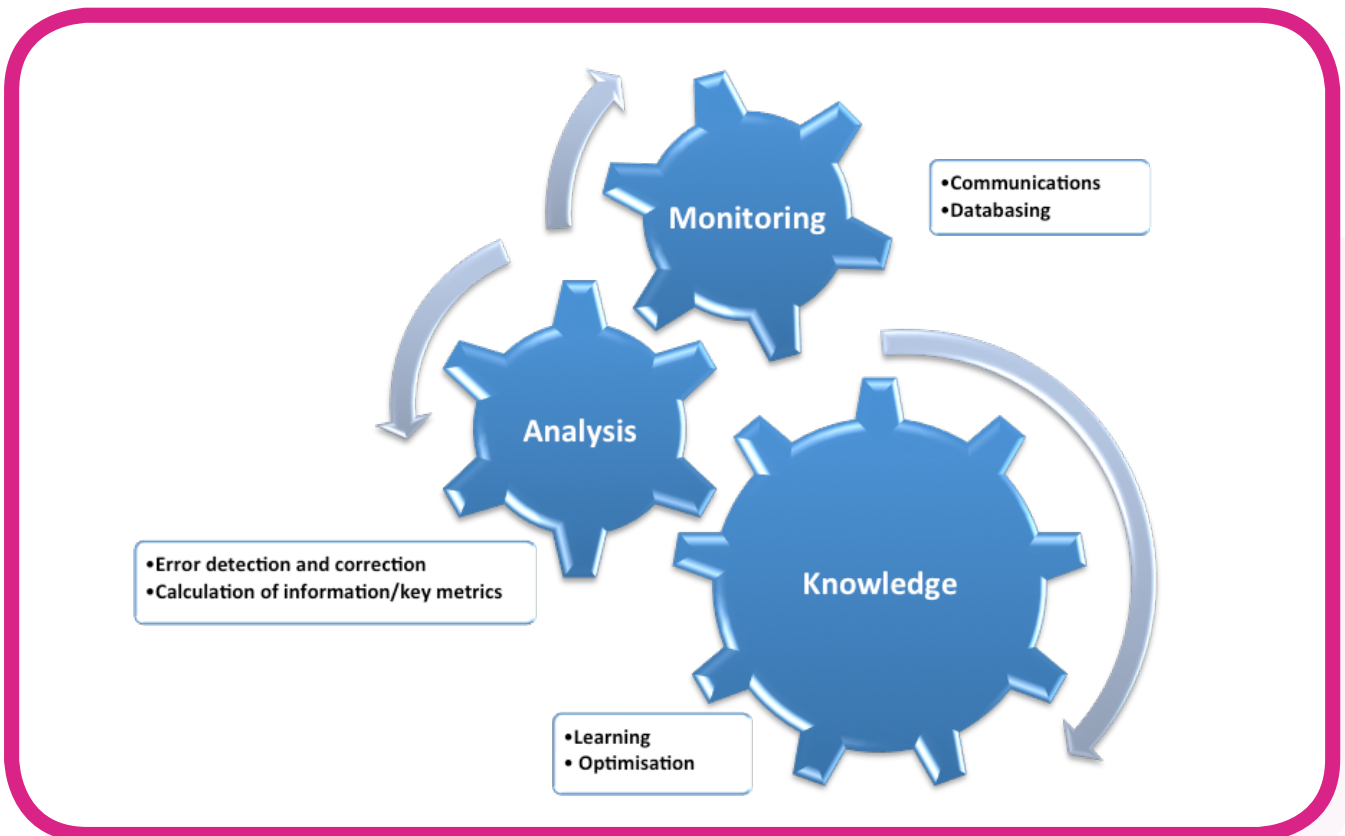 Monitoring
•Communications
•Databasing
Analysis
•Error detection and correction
•Calculation of information/key metrics
Knowledge
•Learning
• Optimisation